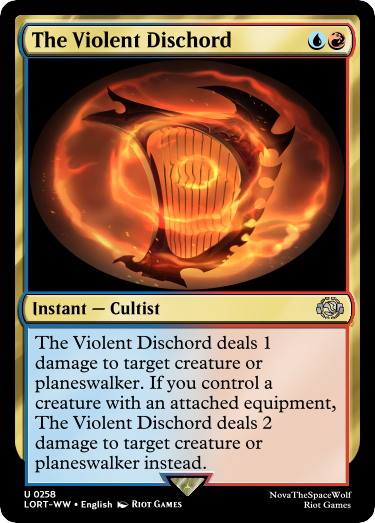 The Violent Dischord
Instant — Cultist
The Violent Dischord deals 1
damage to target creature or
planeswalker. If you control a
creature with an attached equipment,
The Violent Dischord deals 2
damage to target creature or
planeswalker instead.
U 0258
LORT-WW • English RIOT GAMES
NovaTheSpaceWolf
Riot Games